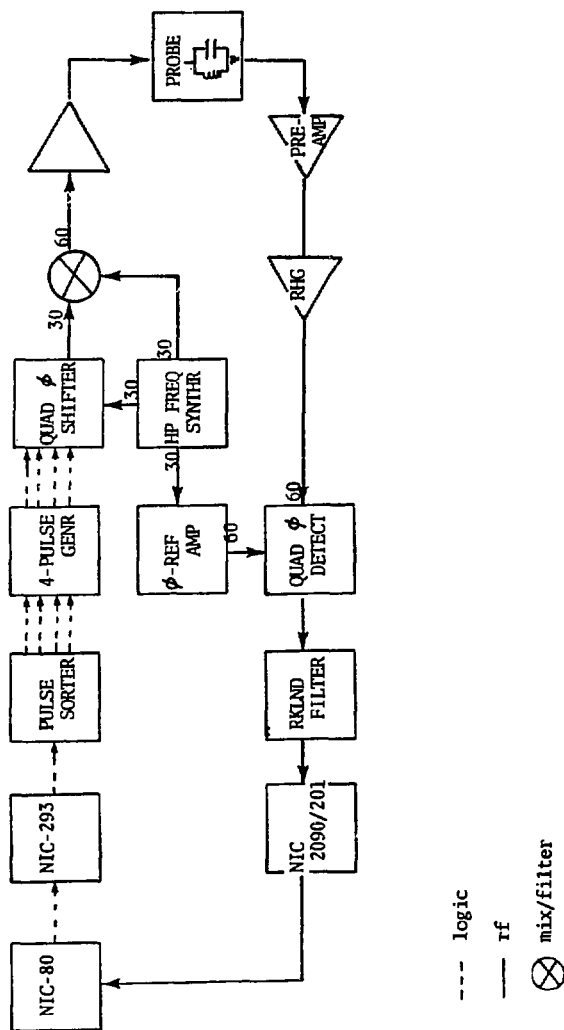 NIC-80
NIC-293
PULSE
SORTER
4-PULSE
GENR
QUAD ϕ
SHIFTER
30
60
PROBE
30
30
HP FREQ
SYNTHR
30
ϕ-REF
AMP
60
PRE-
AMP
RHG
60
QUAD ϕ
DETECT
RKLND
FILTER
NIC
2090/201
--- logic
— rf
⊗ mix/filter